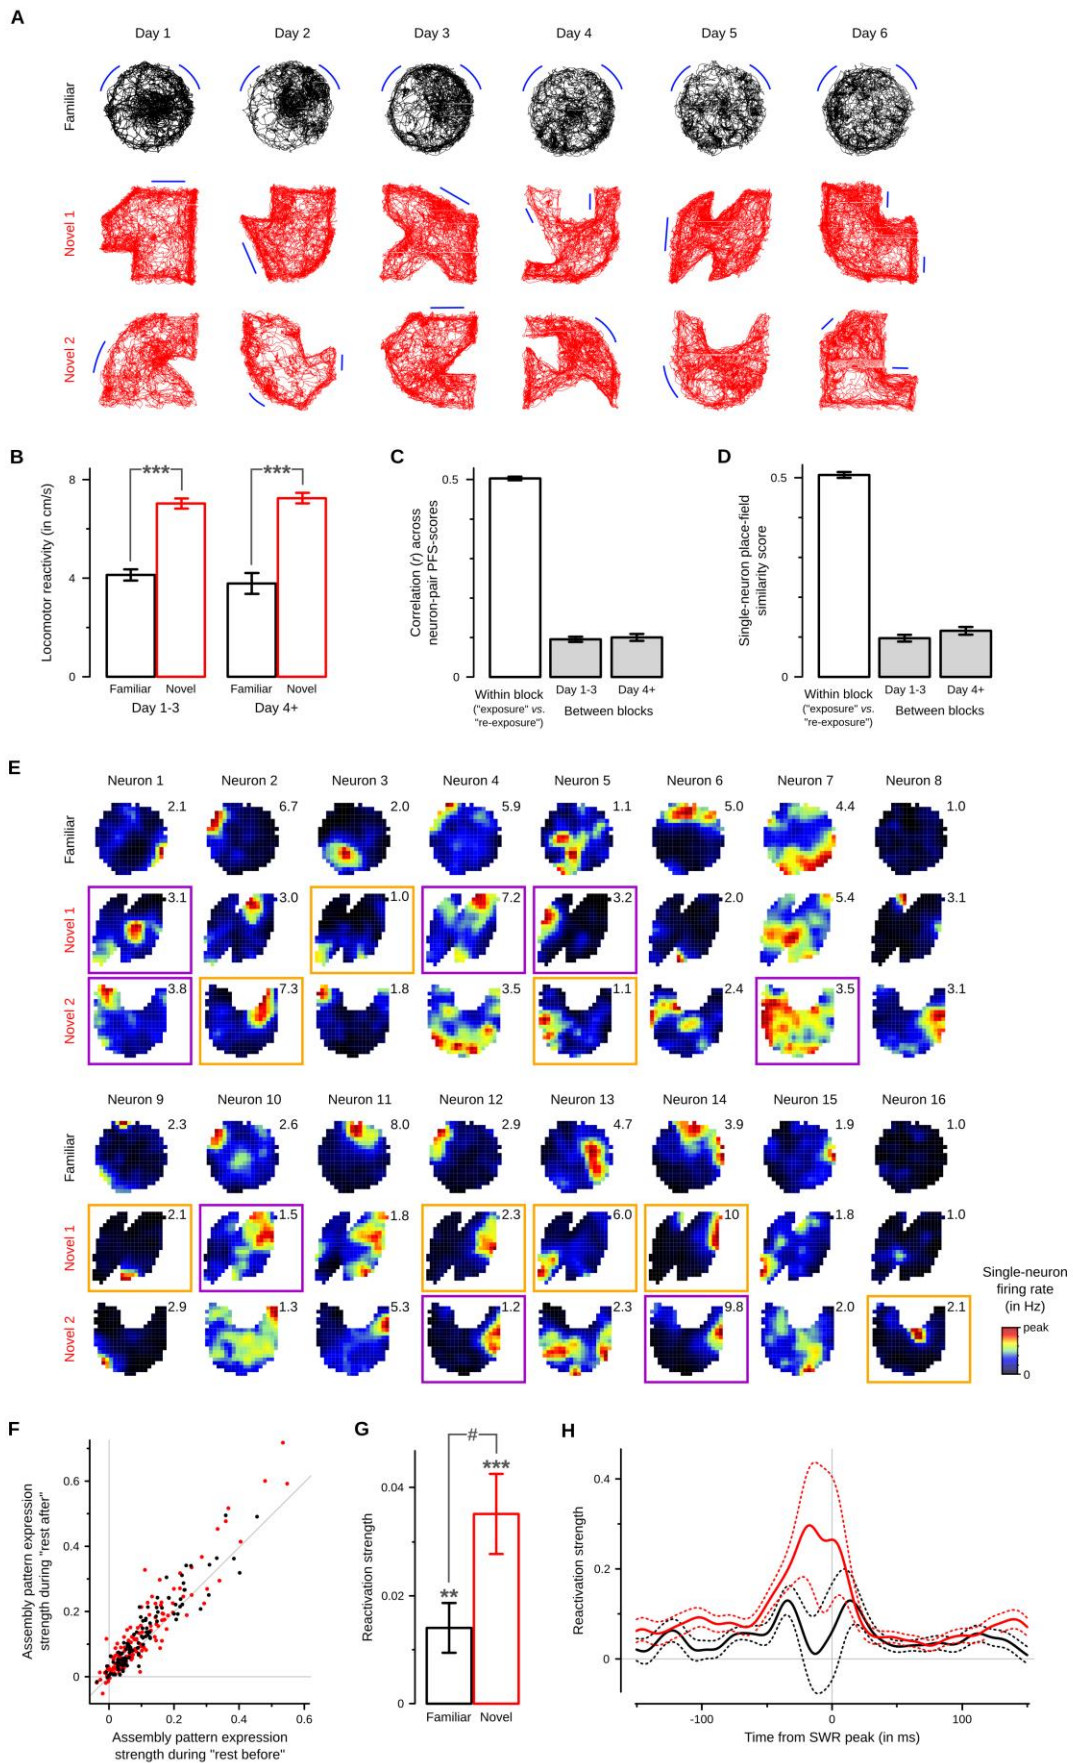 A
Day 1 Day 2 Day 3 Day 4 Day 5 Day 6
Familiar
Novel 1
Novel 2
B
Locomotor reactivity (in cm/s)
8
4
0
*** ***
Familiar Novel Familiar Novel
Day 1-3 Day 4+
C
Correlation (r) across
neuron-pair PFS-scores
0.5
0
Within block
("exposure" vs.
"re-exposure")
Day 1-3 Day 4+
Between blocks
D
Single-neuron place-field
similarity score
0.5
0
Within block
("exposure" vs.
"re-exposure")
Day 1-3 Day 4+
Between blocks
E
Neuron 1 Neuron 2 Neuron 3 Neuron 4 Neuron 5 Neuron 6 Neuron 7 Neuron 8
Familiar
2.1 6.7 2.0 5.9 1.1 5.0 4.4 1.0
Novel 1
3.1 3.0 1.0 7.2 3.2 2.0 5.4 3.1
Novel 2
3.8 7.3 1.8 3.5 1.1 2.4 3.5 3.1
Neuron 9 Neuron 10 Neuron 11 Neuron 12 Neuron 13 Neuron 14 Neuron 15 Neuron 16
Familiar
2.3 2.6 8.0 2.9 4.7 3.9 1.9 1.0
Novel 1
2.1 1.5 1.8 2.3 6.0 10 1.8 1.0
Novel 2
2.9 1.3 5.3 1.2 2.3 9.8 2.0 2.1
Single-neuron
firing rate
(in Hz)
peak
0
F
Assembly pattern expression
strength during "rest after"
0.6
0.4
0.2
0
0 0.2 0.4 0.6
Assembly pattern expression
strength during "rest before"
G
Reactivation strength
0.04
0.02
0
#
***
**
Familiar Novel
H
Reactivation strength
0.4
0.2
0
-100 0 100
Time from SWR peak (in ms)